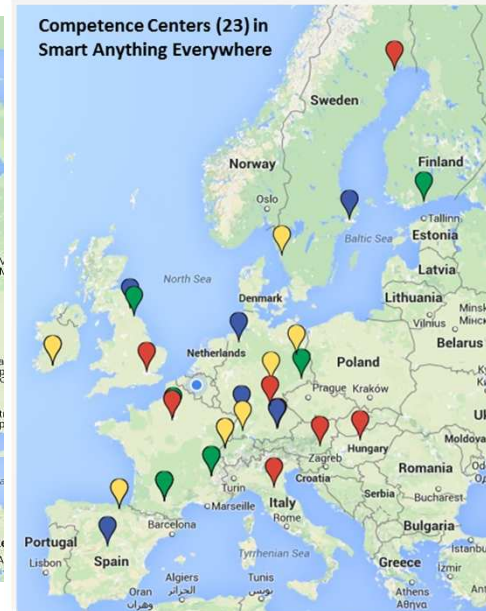 Competence Centers (23) in
Smart Anything Everywhere
Sweden
Finland
Norway
Oslo
Tallinn
Estonia
Baltic Sea
Latvia
North Sea
Denmark
Lithuania
Vilnius
Minsk
Belarus
Netherlands
Poland
Prague
Kraków
Hungary
Moldova
Zagreb
Croatia
Romania
Turin
Serbia
Bucharest
Marseille
Italy
Rome
Bulgaria
Barcelona
Portugal
Lisbon
Spain
Tyrrhenian Sea
Greece
Istanbu
Izmir
Oran
وهران
Algiers
الجزائر
Tunis
تونس
Athens
Αθήνα